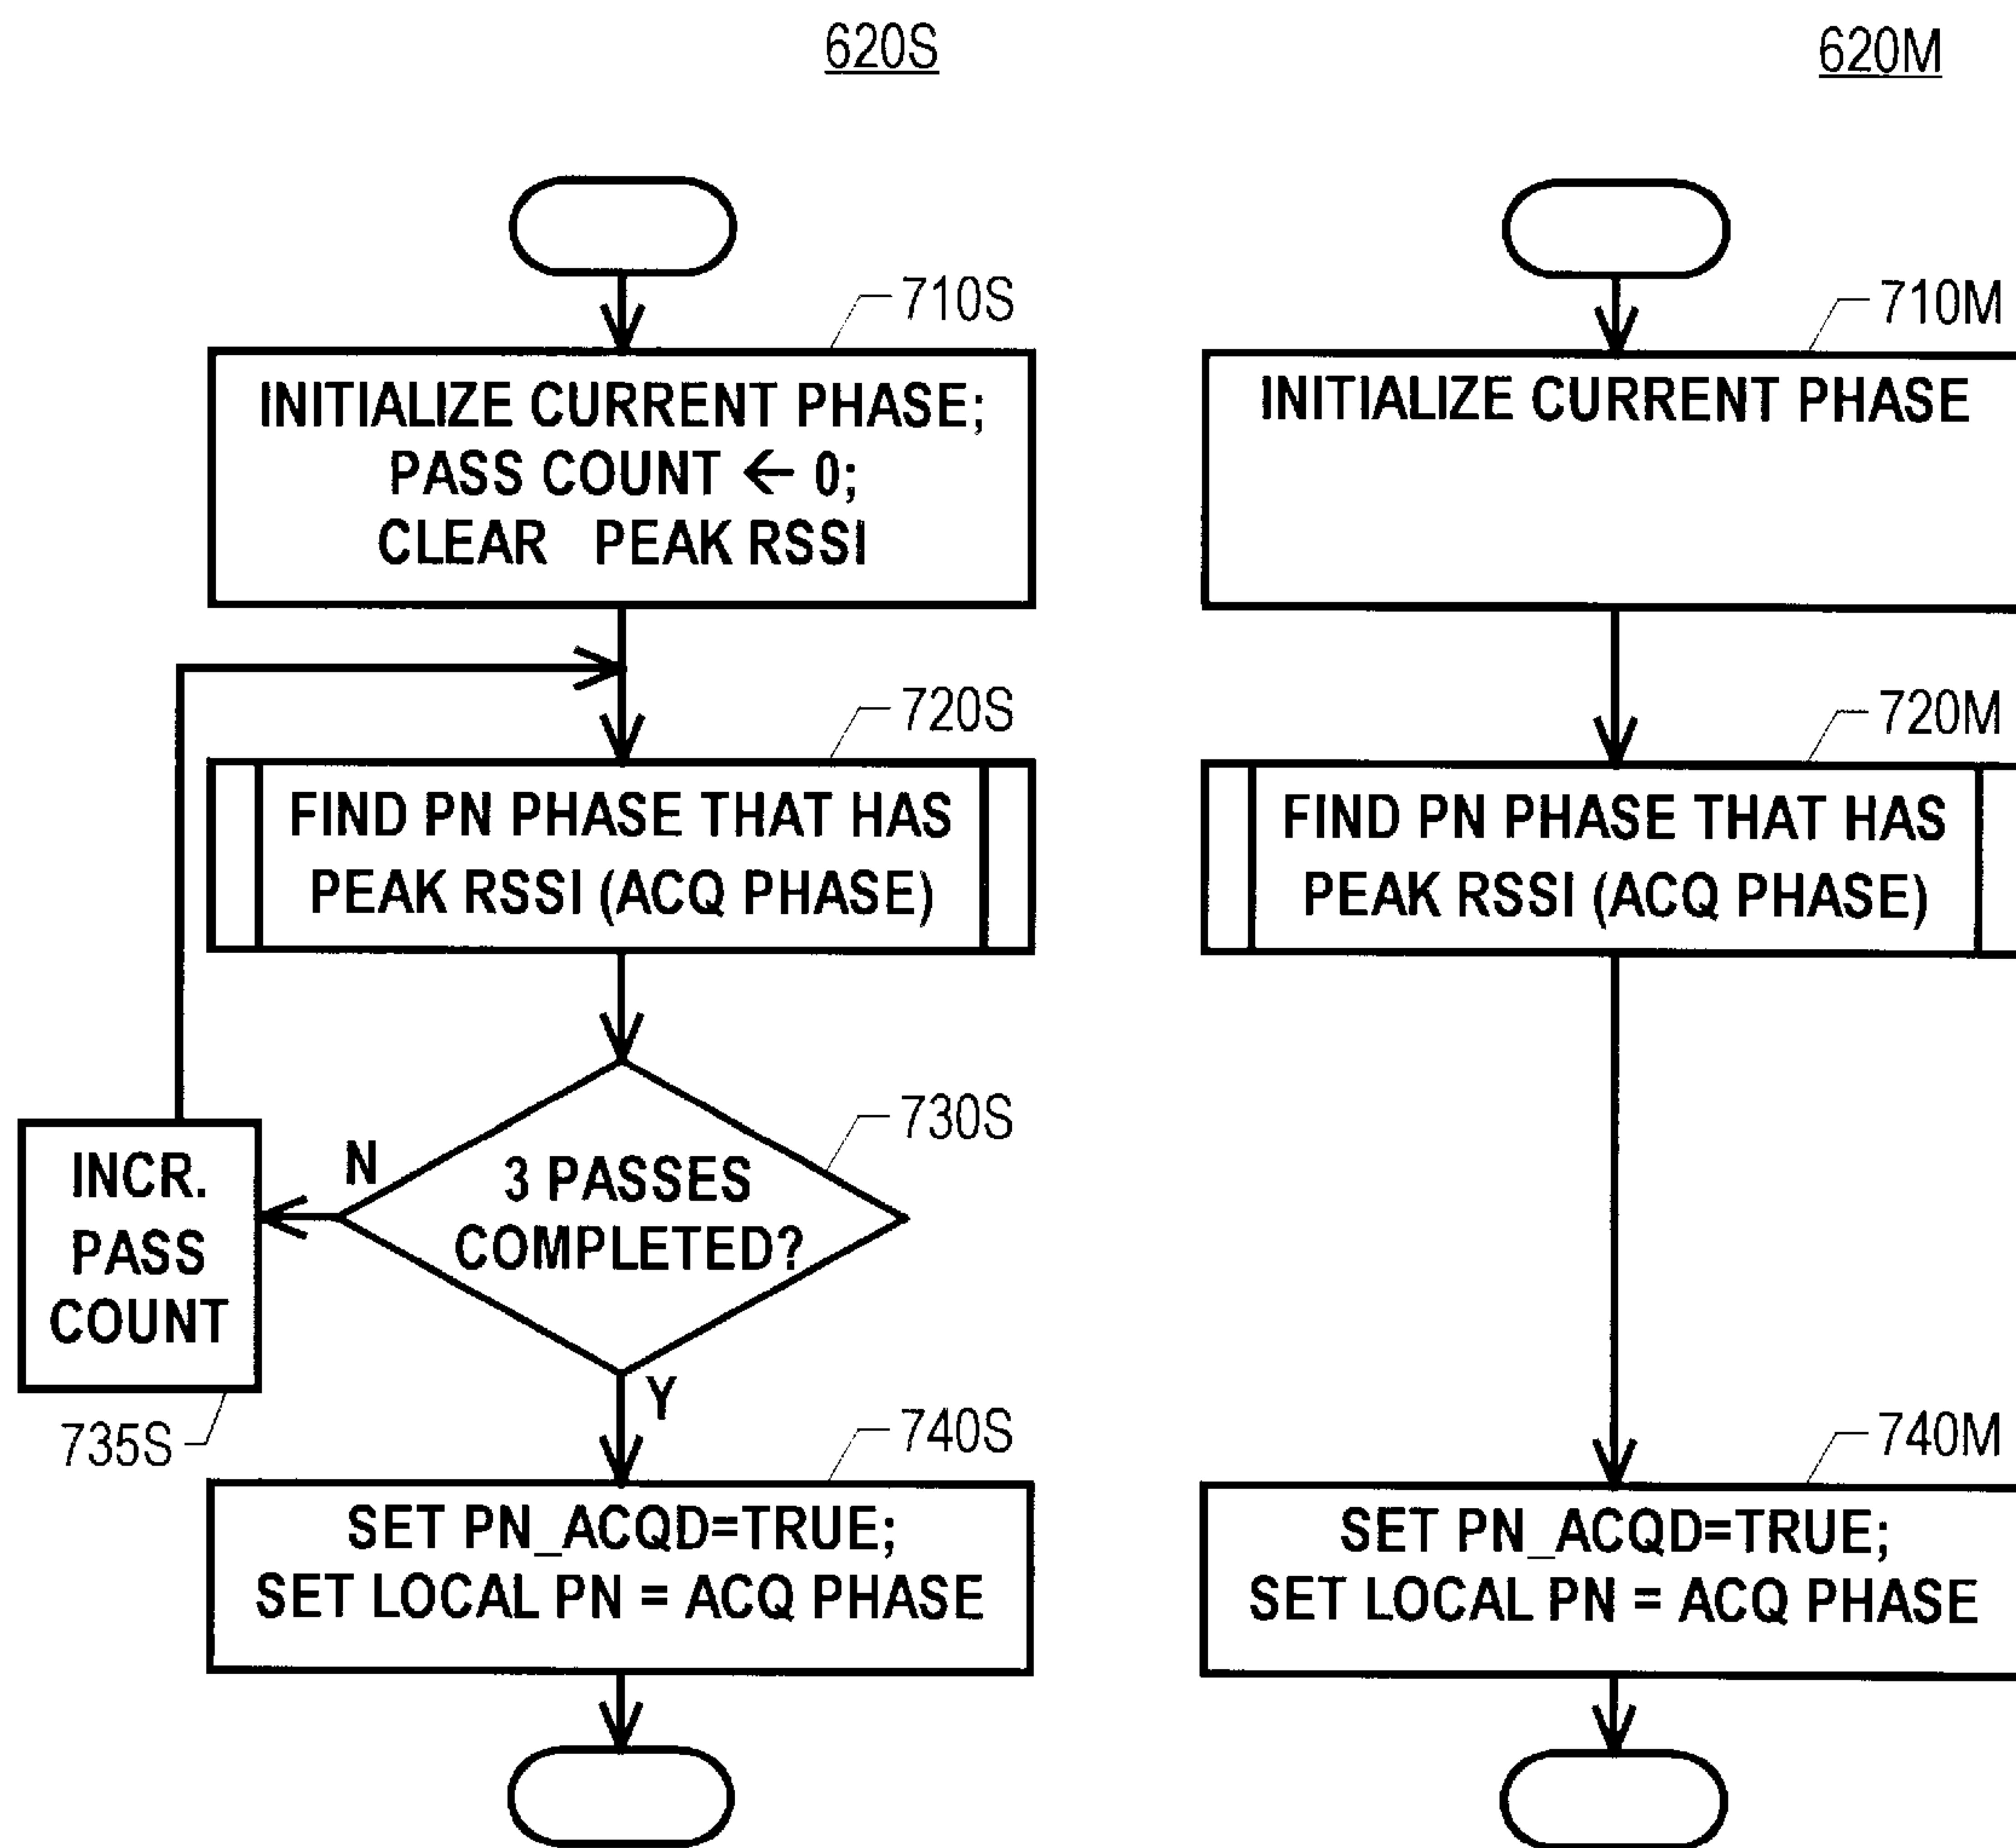 620S
710S
INITIALIZE CURRENT PHASE;
PASS COUNT ← 0;
CLEAR PEAK RSSI
720S
FIND PN PHASE THAT HAS
PEAK RSSI (ACQ PHASE)
730S
3 PASSES
COMPLETED?
N
INCR.
PASS
COUNT
735S
Y
740S
SET PN_ACQD=TRUE;
SET LOCAL PN = ACQ PHASE
620M
710M
INITIALIZE CURRENT PHASE
720M
FIND PN PHASE THAT HAS
PEAK RSSI (ACQ PHASE)
740M
SET PN_ACQD=TRUE;
SET LOCAL PN = ACQ PHASE